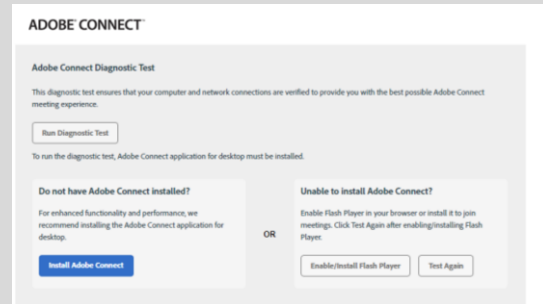 ADOBE® CONNECT™
Adobe Connect Diagnostic Test
This diagnostic test ensures that your computer and network connections are verified to provide you with the best possible Adobe Connect
meeting experience.
Run Diagnostic Test
To run the diagnostic test, Adobe Connect application for desktop must be installed.
Do not have Adobe Connect installed?
For enhanced functionality and performance, we
recommend installing the Adobe Connect application for
desktop.
Install Adobe Connect
OR
Unable to install Adobe Connect?
Enable Flash Player in your browser or install it to join
meetings. Click Test Again after enabling/installing Flash
Player.
Enable/Install Flash Player
Test Again